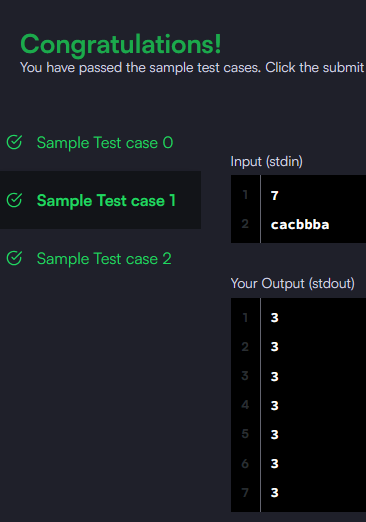 Congratulations!
You have passed the sample test cases. Click the submit
Sample Test case 0
Sample Test case 1
Sample Test case 2
Input (stdin)
1 7
2 cacbbba
Your Output (stdout)
1 3
2 3
3 3
4 3
5 3
6 3
7 3